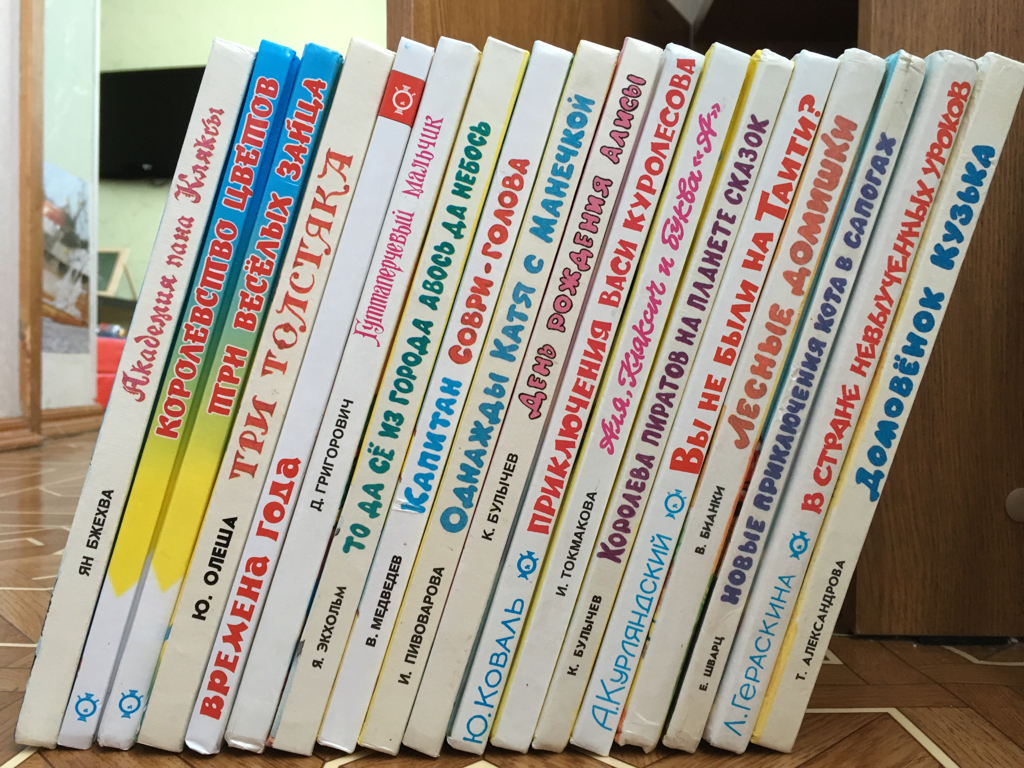 ЯН БЖЕХВА Академия пана Кляксы
КОРОЛЕВСТВО ЦВЕТОВ
ТРИ ВЕСЁЛЫХ ЗАЙЦА
Ю. ОЛЕША ТРИ ТОЛСТЯКА
ВРЕМЕНА ГОДА
Д. ГРИГОРОВИЧ Гуттаперчевый мальчик
Я. ЭКХОЛЬМ ТО ДА СЁ ИЗ ГОРОДА АВОСЬ ДА НЕБОСЬ
В. МЕДВЕДЕВ КАПИТАН СОВРИ-ГОЛОВА
И. ПИВОВАРОВА ОДНАЖДЫ КАТЯ С МАНЕЧКОЙ
К. БУЛЫЧЕВ ДЕНЬ РОЖДЕНИЯ АЛИСЫ
Ю. КОВАЛЬ ПРИКЛЮЧЕНИЯ ВАСИ КУРОЛЕСОВА
И. ТОКМАКОВА Аля, Кляксич и буква «А»
К. БУЛЫЧЕВ КОРОЛЕВА ПИРАТОВ НА ПЛАНЕТЕ СКАЗОК
А. КУРЛЯНДСКИЙ ВЫ НЕ БЫЛИ НА ТАИТИ?
В. БИАНКИ ЛЕСНЫЕ ДОМИШКИ
Е. ШВАРЦ НОВЫЕ ПРИКЛЮЧЕНИЯ КОТА В САПОГАХ
Л. ГЕРАСКИНА В СТРАНЕ НЕВЫУЧЕННЫХ УРОКОВ
Т. АЛЕКСАНДРОВА ДОМОВЁНОК КУЗЬКА